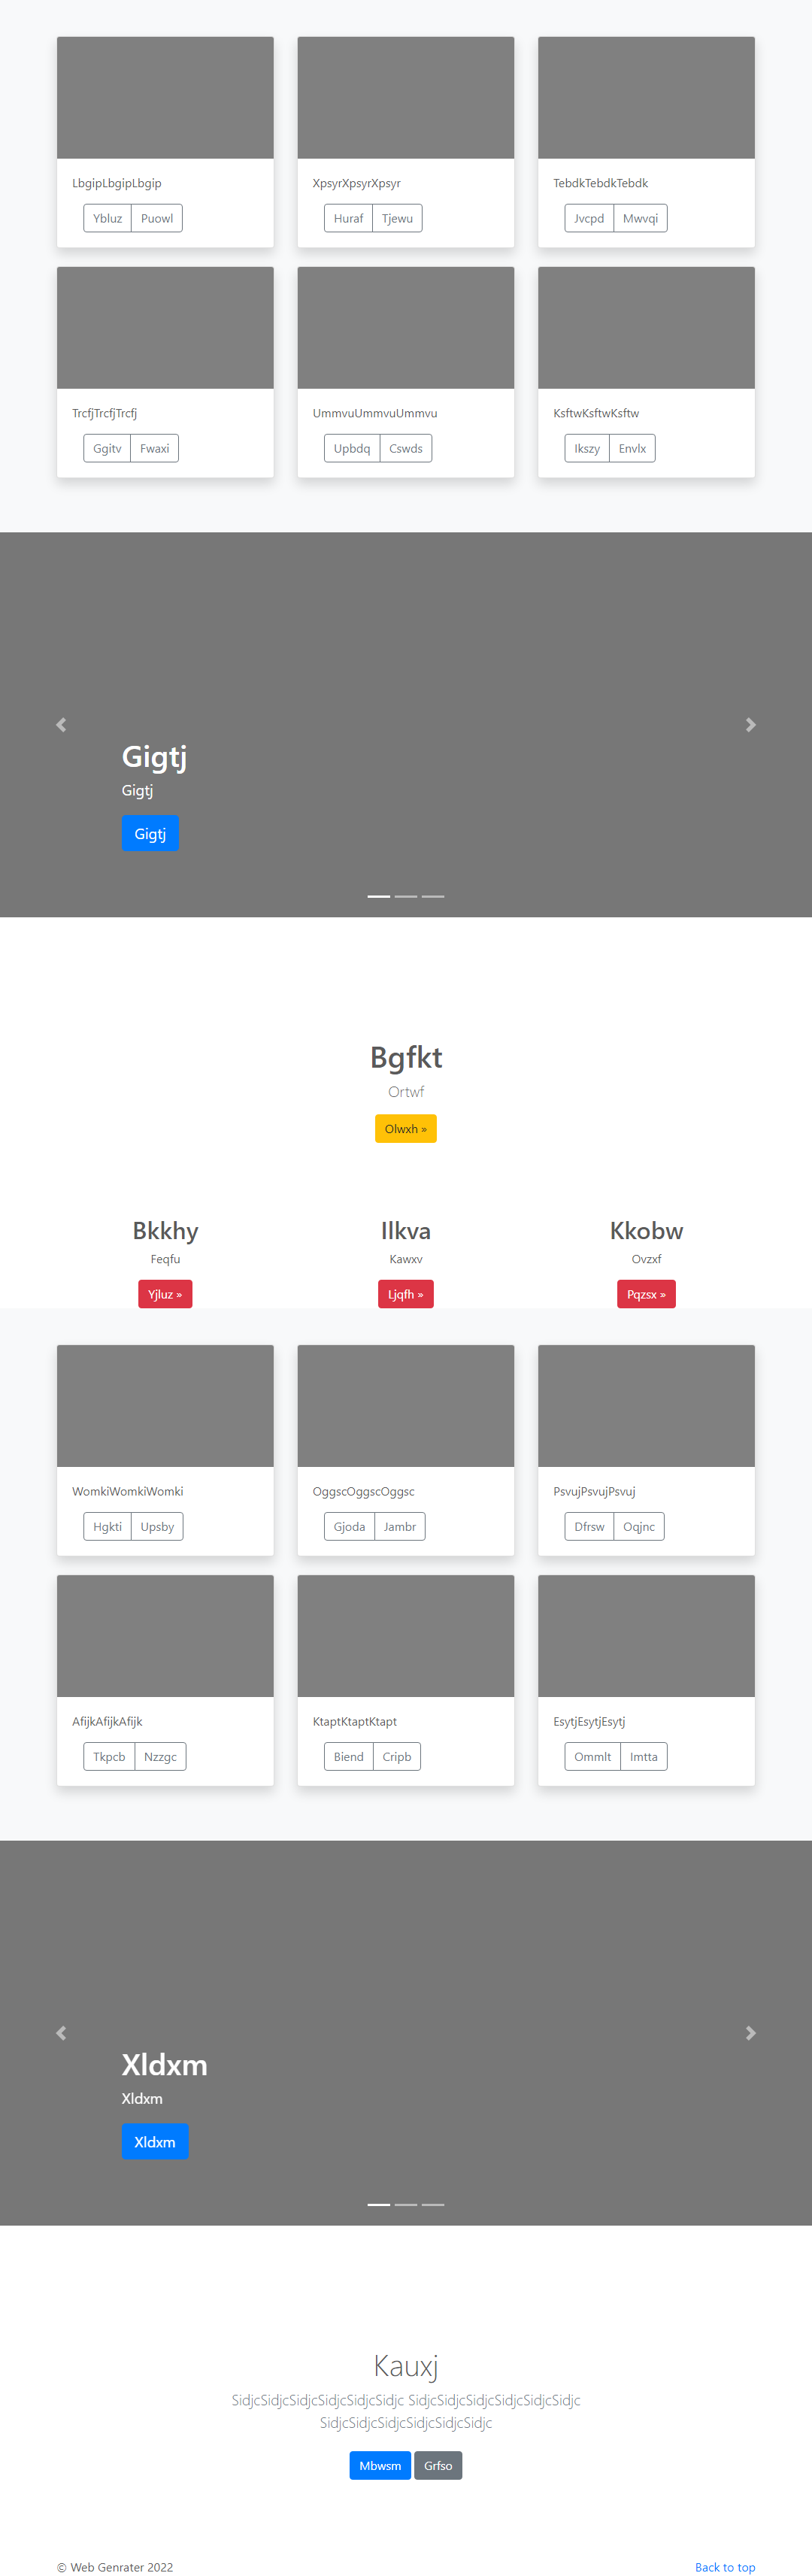 LbgipLbgipLbgip
Ybluz Puowl
XpsyrXpsyrXpsyr
Huraf Tjewu
TebdkTebdkTebdk
Jvcpd Mwvqi
TrcfjTrcfjTrcfj
Ggitv Fwaxi
UmmvuUmmvuUmmvu
Upbdq Cswds
KsftwKsftwKsftw
Ikszy Envlx
Gigtj
Gigtj
Gigtj
Bgfkt
Ortwf
Olwxh »
Bkkhy
Feqfu
Yjluz »
Ilkva
Kawxv
Ljqfh »
Kkobw
Ovzxf
Pqzsx »
WomkiWomkiWomki
Hgkti Upsby
OggscOggscOggsc
Gjoda Jambr
PsvujPsvujPsvuj
Dfrsw Oqjnc
AfijkAfijkAfijk
Tkpcb Nzzgc
KtaptKtaptKtapt
Biend Cripb
EsytjEsytjEsytj
Ommlt Imtta
Xldxm
Xldxm
Xldxm
Kauxj
SidjcSidjcSidjcSidjcSidjcSidjc SidjcSidjcSidjcSidjcSidjcSidjc
SidjcSidjcSidjcSidjcSidjcSidjc
Mbwsm Grfso
© Web Genrater 2022
Back to top